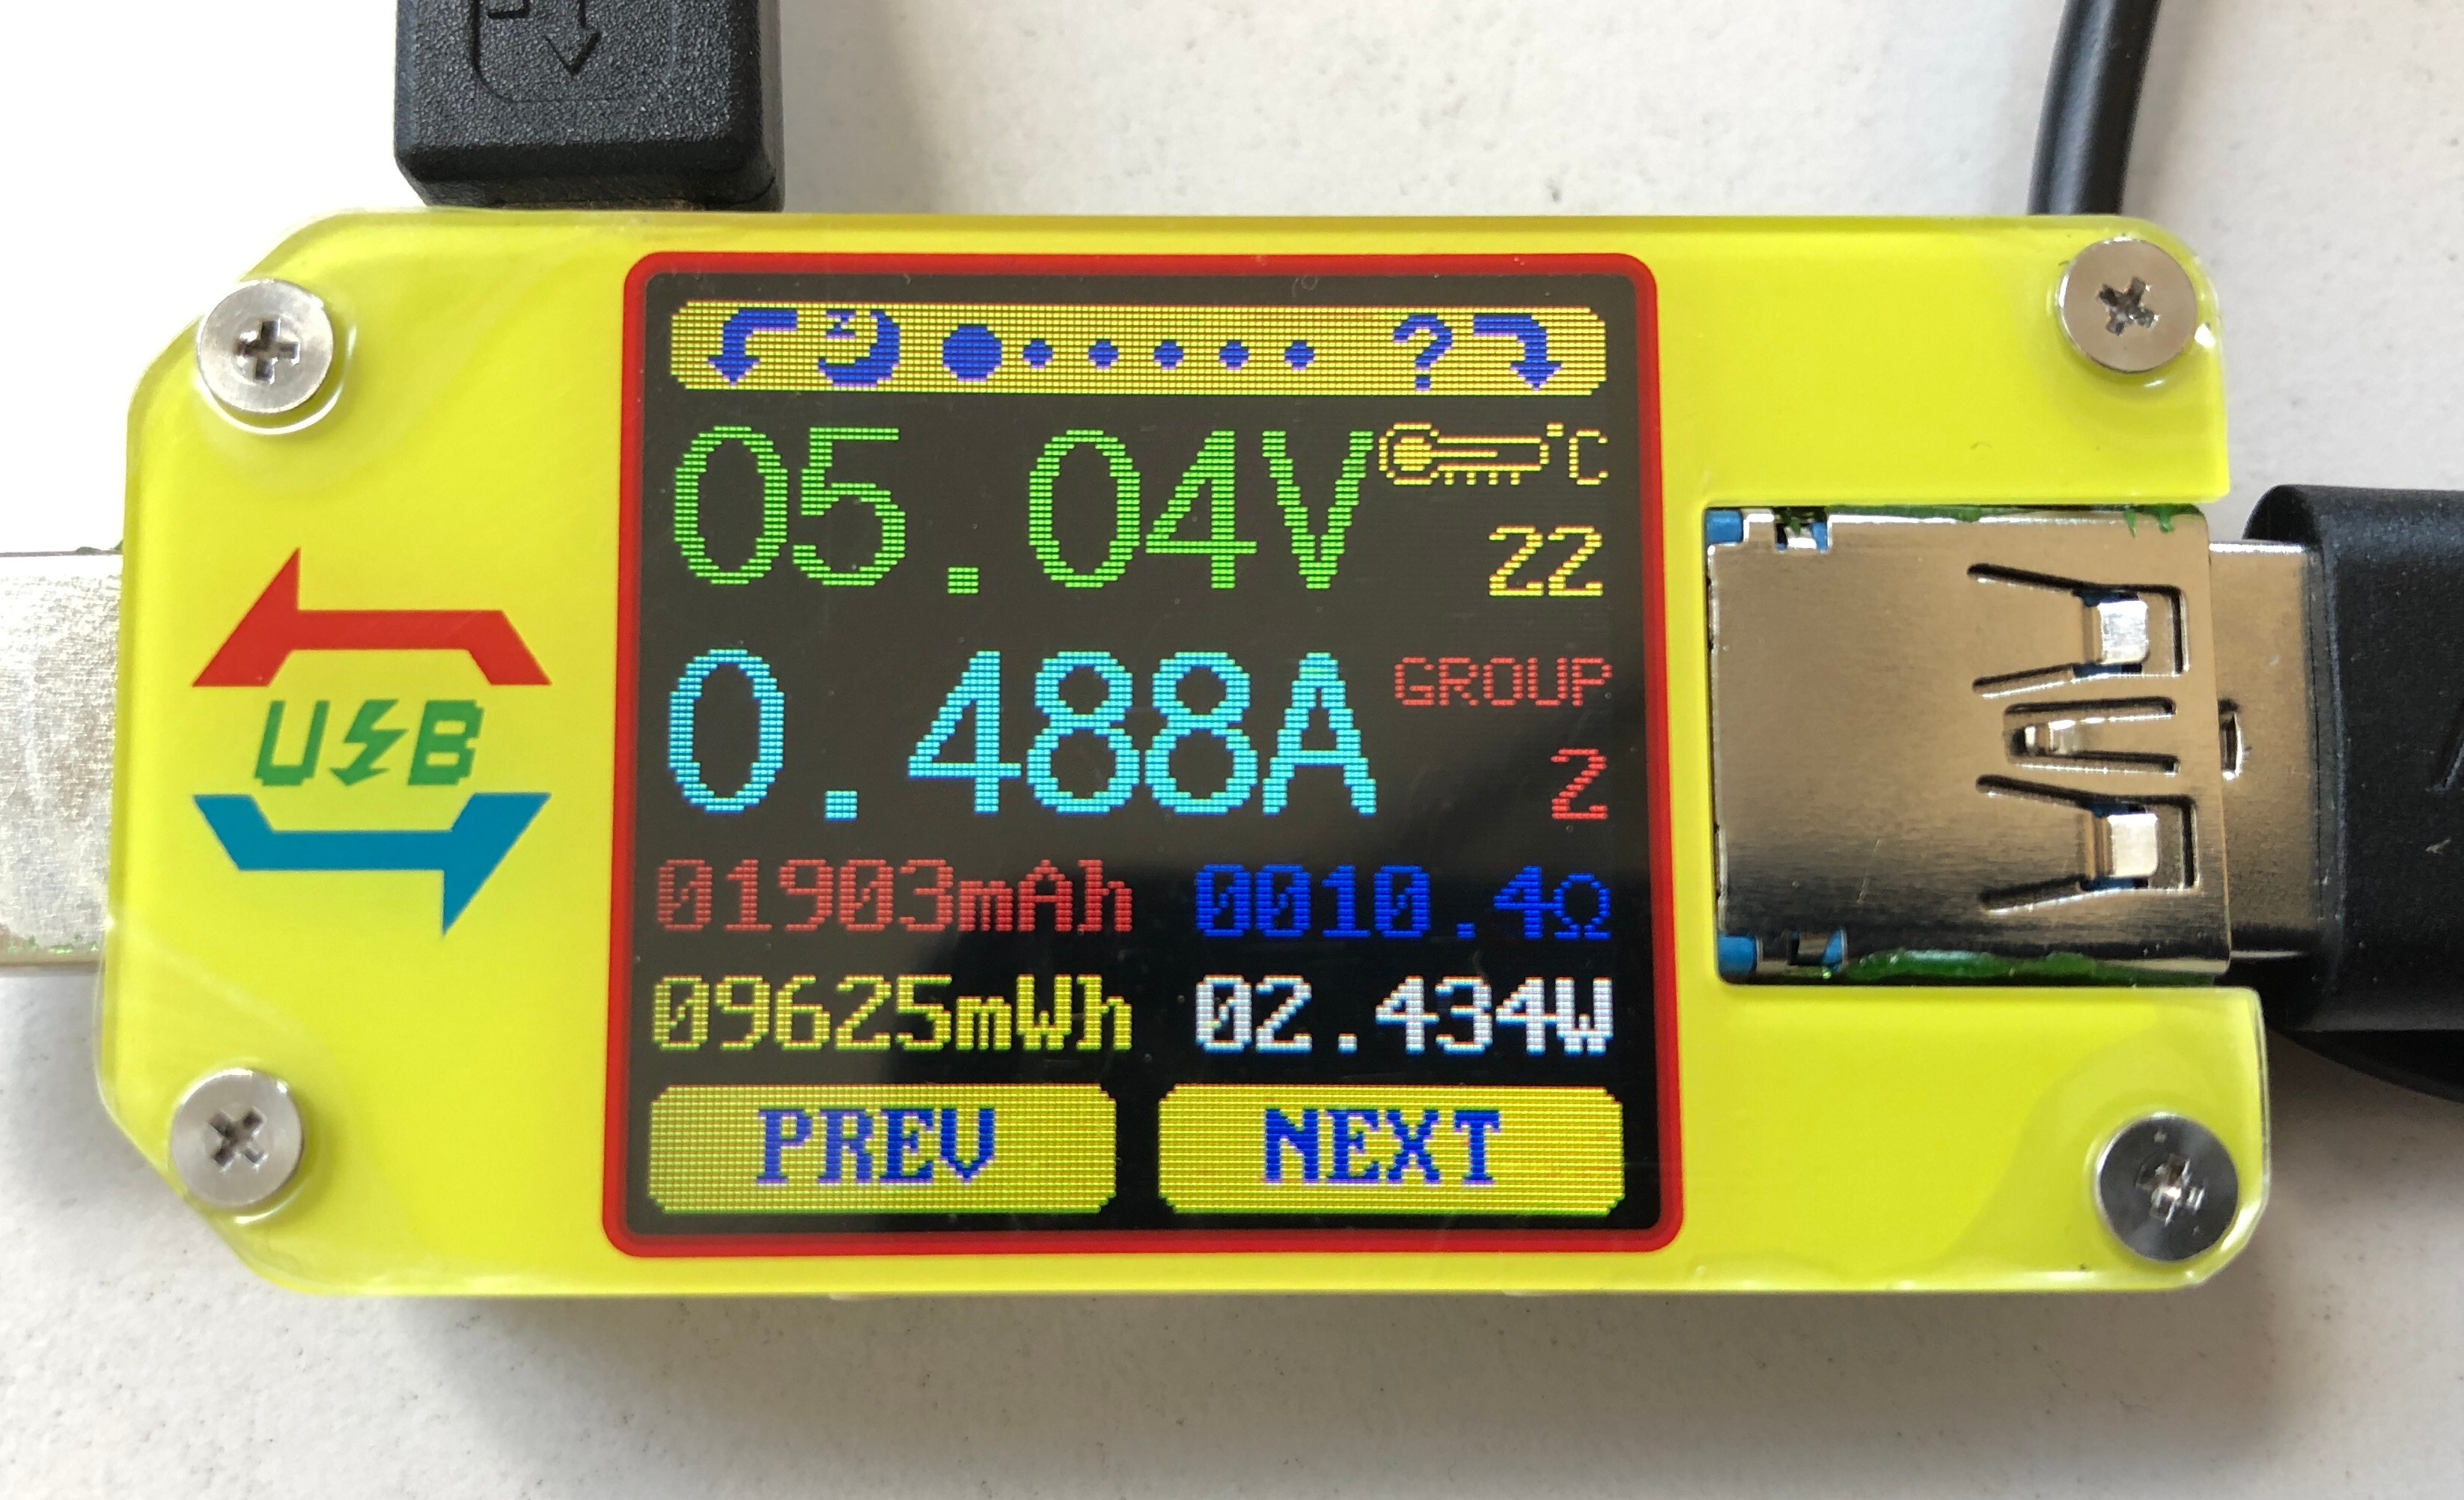 ?
05.04V °C
22
USB
0.488A GROUP
2
01903mAh 0010.4Ω
09625mWh 02.434W
PREV NEXT